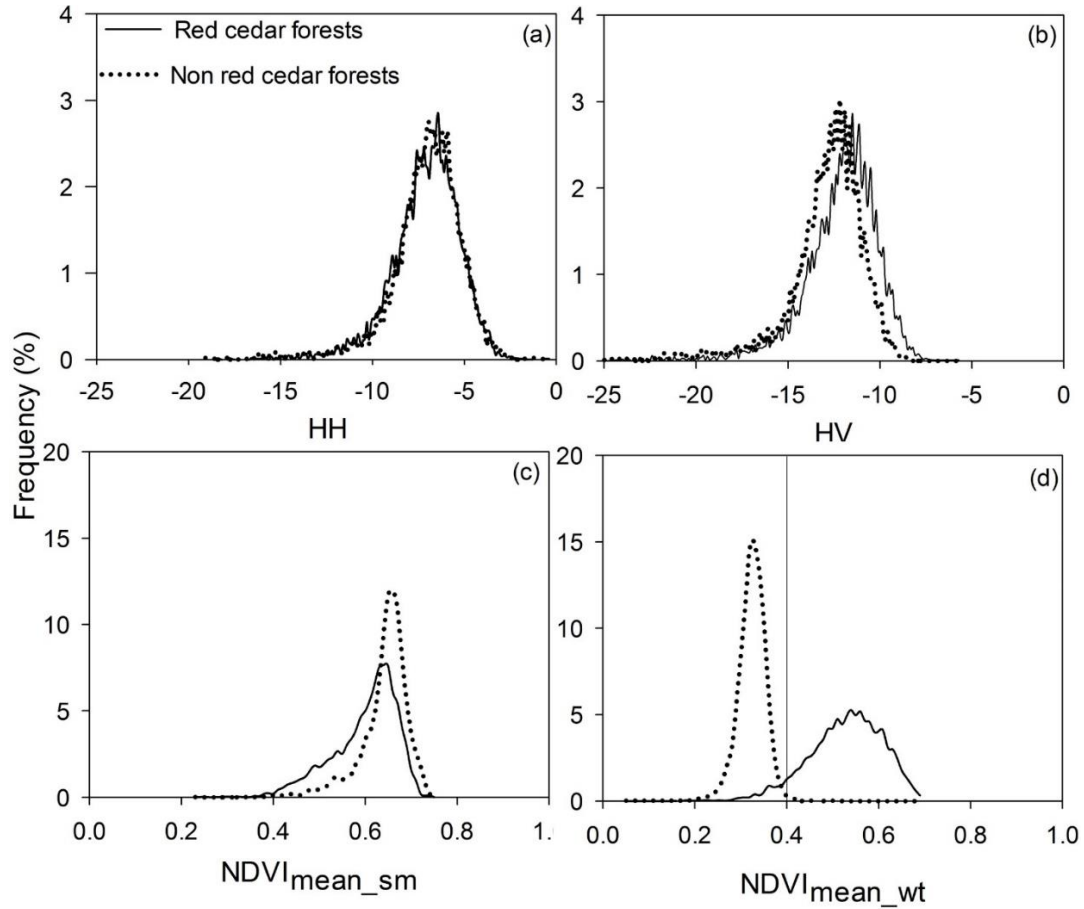 4
3
2
1
0
Red cedar forests
Non red cedar forests
(a)
-25 -20 -15 -10 -5 0
HH
4
3
2
1
0
(b)
-25 -20 -15 -10 -5 0
HV
Frequency (%)
20
15
10
5
0
(c)
0.0 0.2 0.4 0.6 0.8 1.
NDVImean_sm
20
15
10
5
0
(d)
0.0 0.2 0.4 0.6 0.8 1.0
NDVImean_wt